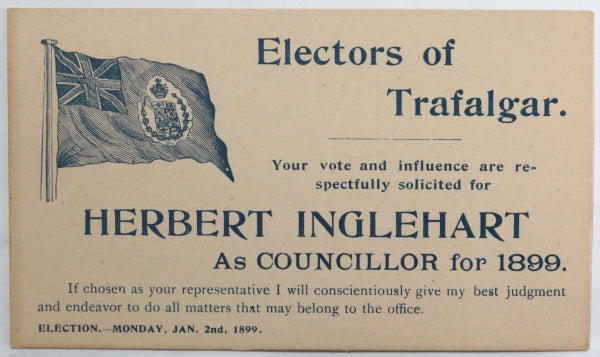 Electors of
Trafalgar.
Your vote and influence are re-
spectfully solicited for
HERBERT INGLEHART
As COUNCILLOR for 1899.
If chosen as your representative I will conscientiously give my best judgment
and endeavor to do all matters that may belong to the office.
ELECTION.—MONDAY, JAN. 2nd, 1899.